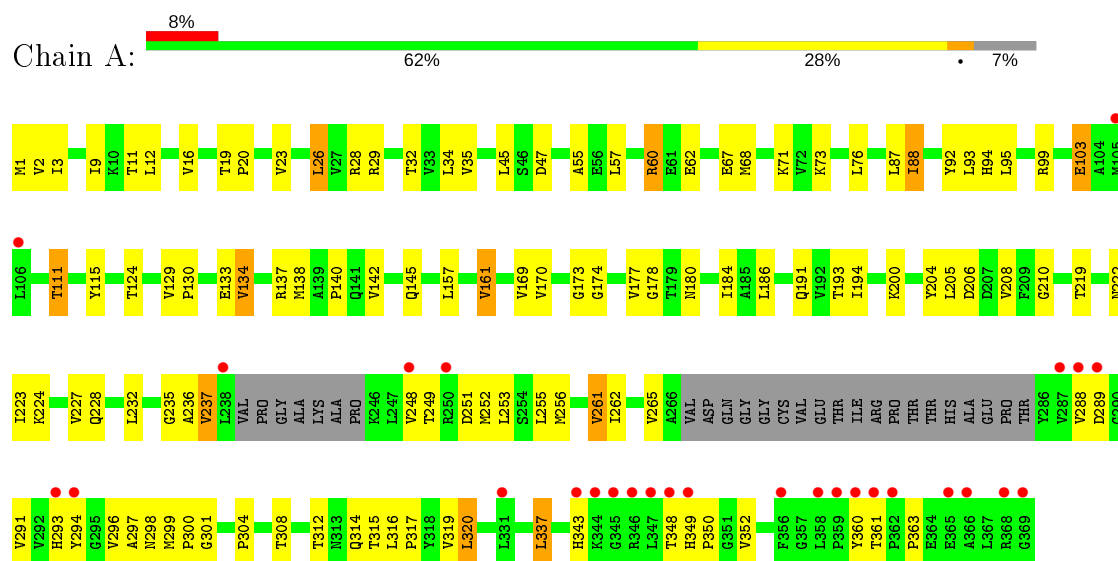 8%
Chain A:
62% 28% • 7%
M1 V2 I3 I9 K10 T11 L12 V16 T19 P20 V23 L26 V27 R28 R29 T32 V33 L34 V35 L45 S46 D47 A55 E56 L57 R60 E61 E62 E67 M68 K71 V72 K73 L76 L87 I88 Y92 L93 H94 L95 R99 E103 A104 M105
L106 T111 Y115 T124 V129 P130 E133 V134 R137 M138 A139 P140 Q141 V142 Q145 L157 V161 V169 V170 G173 G174 V177 G178 T179 N180 I184 A185 L186 Q191 V192 T193 I194 K200 Y204 L205 D206 D207 V208 F209 G210 T219 N222
I223 K224 V227 Q228 L232 G235 A236 V237 L238 VAL PRO GLY ALA LYS ALA PRO K246 L247 V248 T249 R250 D251 M252 L253 S254 L255 M256 V261 I262 V265 A266 VAL ASP GLN GLY GLY CYS VAL GLU THR ILE ARG PRO THR THR HIS ALA GLU PRO THR Y286 V287 V288 D289 G290
V291 V292 H293 Y294 G295 V296 A297 N298 M299 P300 G301 P304 T308 T312 N313 Q314 T315 L316 P317 Y318 V319 L320 L331 L337 H343 K344 G345 R346 L347 T348 H349 P350 G351 V352 F356 G357 L358 P359 Y360 T361 P362 P363 E364 E365 A366 L367 R368 G369